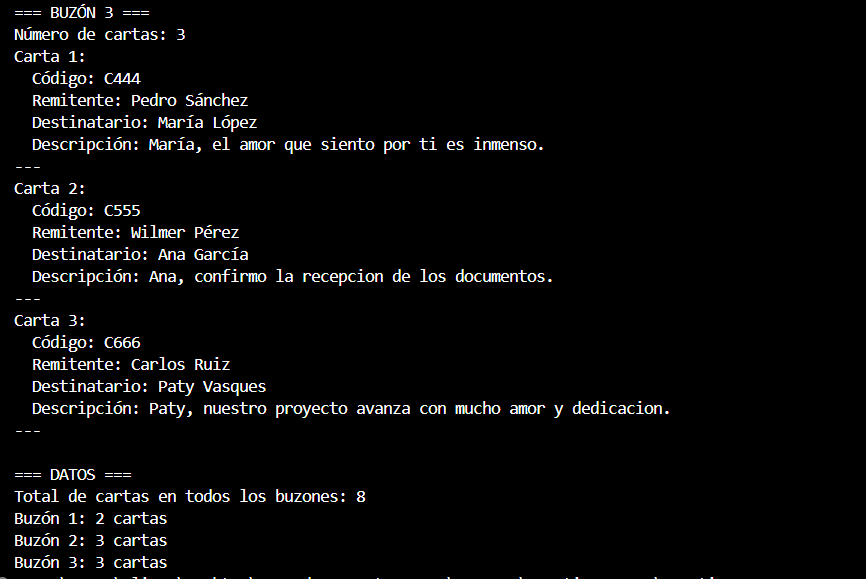 === BUZÓN 3 ===
Número de cartas: 3
Carta 1:
  Código: C444
  Remitente: Pedro Sánchez
  Destinatario: María López
  Descripción: María, el amor que siento por ti es inmenso.
---
Carta 2:
  Código: C555
  Remitente: Wilmer Pérez
  Destinatario: Ana García
  Descripción: Ana, confirmo la recepcion de los documentos.
---
Carta 3:
  Código: C666
  Remitente: Carlos Ruiz
  Destinatario: Paty Vasques
  Descripción: Paty, nuestro proyecto avanza con mucho amor y dedicacion.
---

=== DATOS ===
Total de cartas en todos los buzones: 8
Buzón 1: 2 cartas
Buzón 2: 3 cartas
Buzón 3: 3 cartas